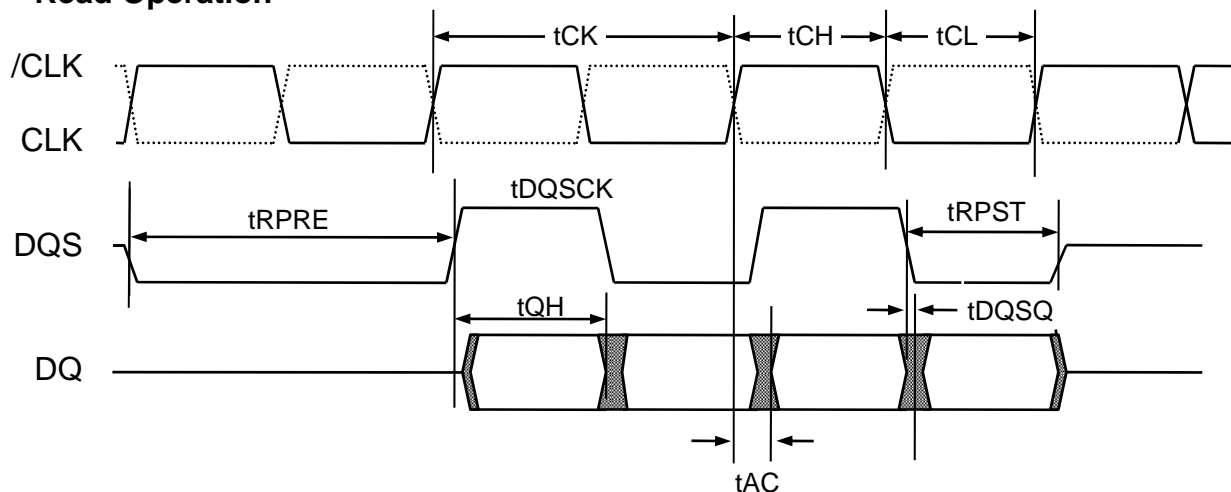 Read Operation
tCK
tCH
tCL
/CLK
CLK
tDQSCK
tRPRE
tRPST
DQS
tQH
tDQSQ
DQ
tAC